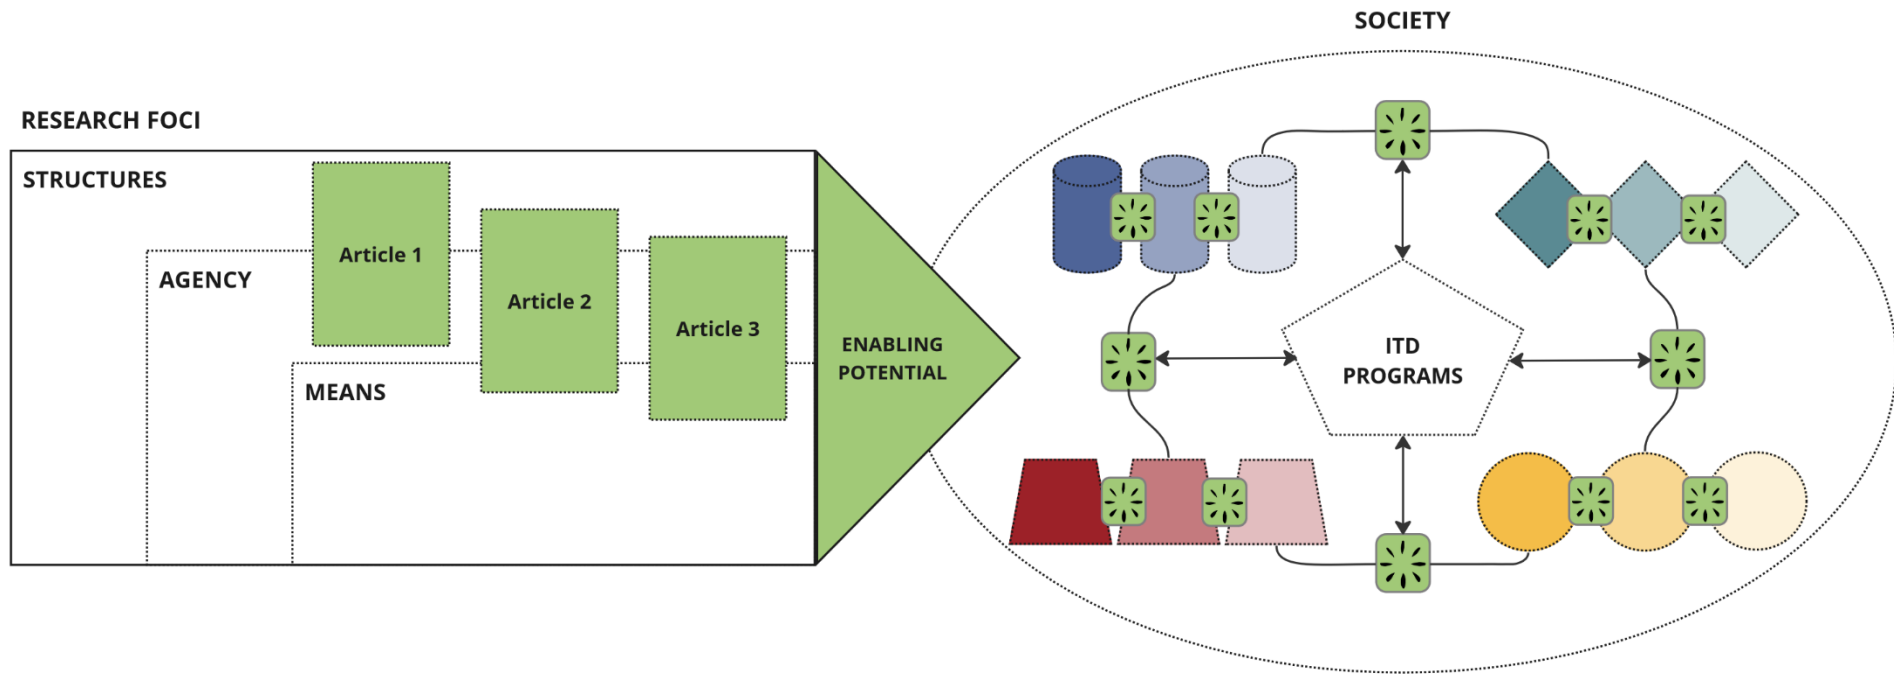 SOCIETY
RESEARCH FOCI
STRUCTURES
AGENCY
MEANS
Article 1
Article 2
Article 3
ENABLING
POTENTIAL
ITD
PROGRAMS